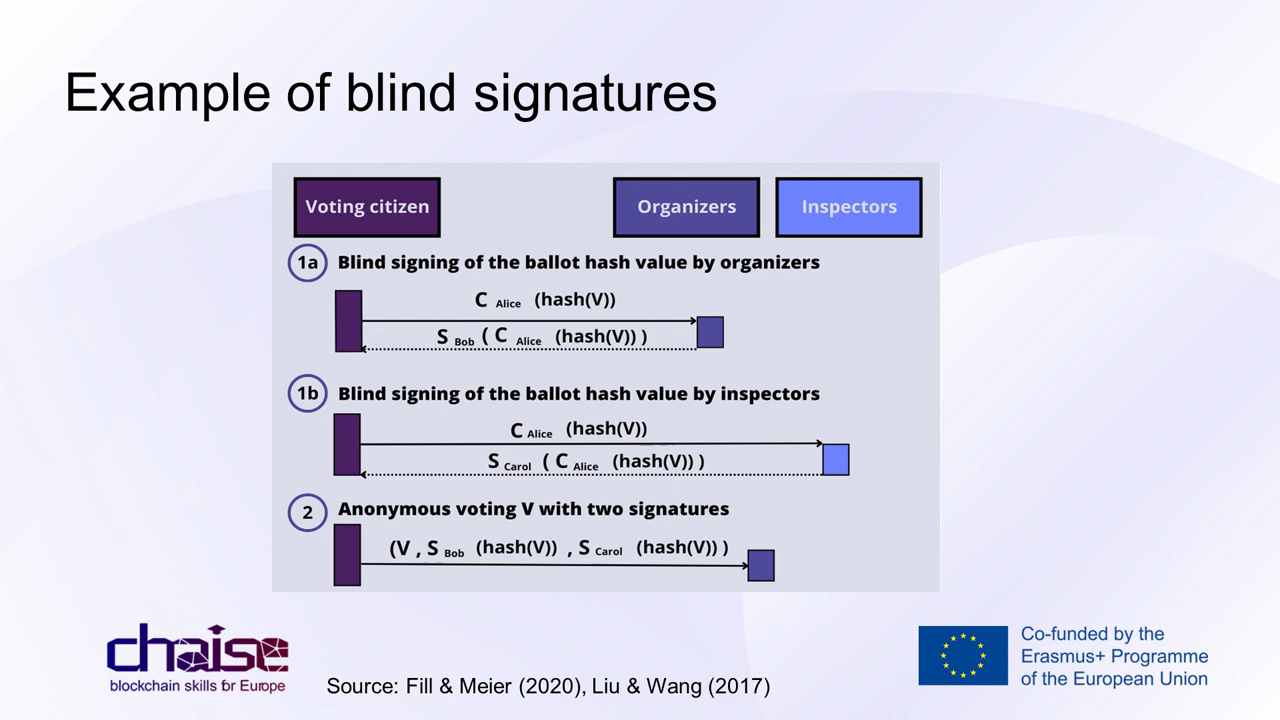 Example of blind signatures
Voting citizen
Organizers
Inspectors
1a
Blind signing of the ballot hash value by organizers
C Alice (hash(V))
S Bob ( C Alice (hash(V)) )
1b
Blind signing of the ballot hash value by inspectors
C Alice (hash(V))
S Carol ( C Alice (hash(V)) )
2
Anonymous voting V with two signatures
(V , S Bob (hash(V)) , S Carol (hash(V)) )
chaise
blockchain skills for Europe
Source: Fill & Meier (2020), Liu & Wang (2017)
Co-funded by the
Erasmus+ Programme
of the European Union